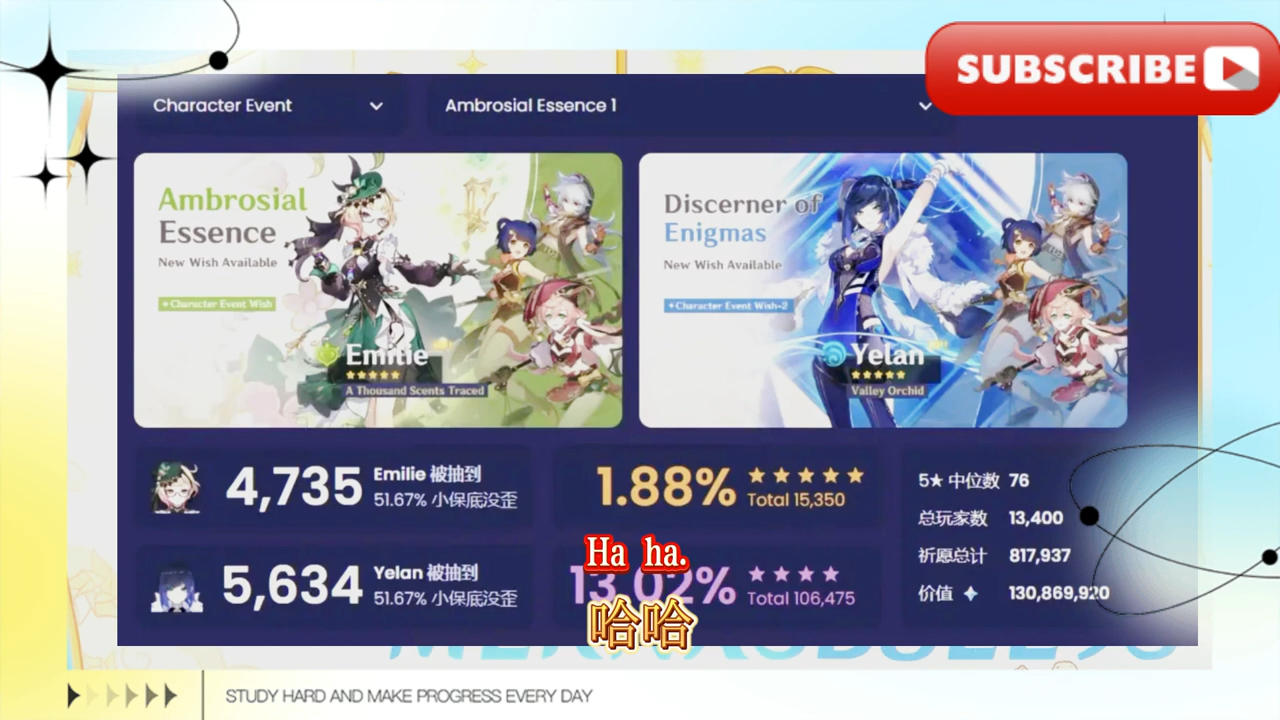 SUBSCRIBE
Character Event
Ambrosial Essence 1
Ambrosial
Essence
New Wish Available
Character Event Wish
Emilie
A Thousand Scents Traced
Discerner of
Enigmas
New Wish Available
Character Event Wish-2
Yelan
Valley Orchid
4,735
Emilie 被抽到
51.67% 小保底没歪
1.88%
Total 15,350
5★ 中位数 76
总玩家数 13,400
祈愿总计 817,937
价值 130,869,920
5,634
Yelan 被抽到
51.67% 小保底没歪
13.02%
Total 106,475
Ha ha.
哈哈
STUDY HARD AND MAKE PROGRESS EVERY DAY